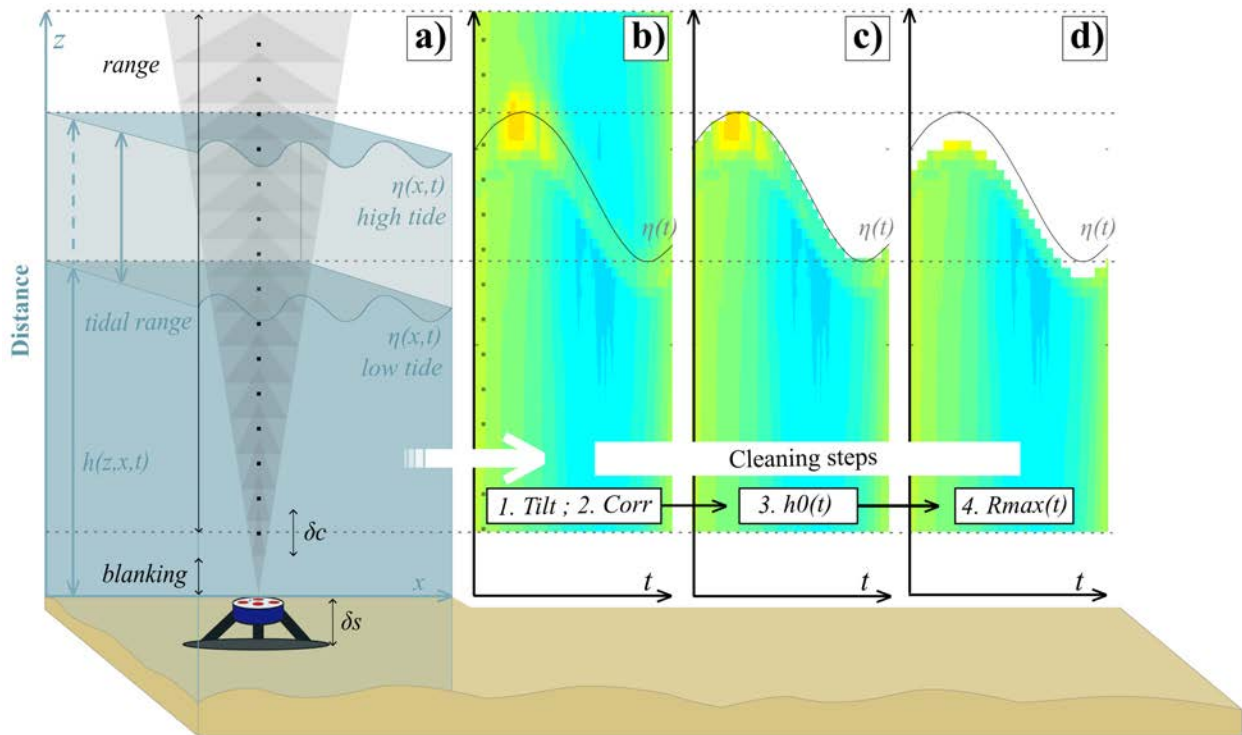 a)
b)
c)
d)
z
range
η(x,t)
high tide
η(t)
η(t)
η(t)
Distance
tidal range
η(x,t)
low tide
h(z,x,t)
Cleaning steps
1. Tilt ; 2. Corr
3. h0(t)
4. Rmax(t)
δc
blanking
x
t
t
t
δs